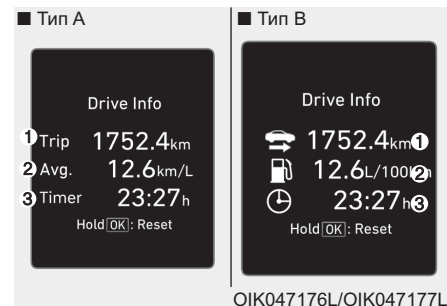 ■ Тип А
Drive Info
1 Trip 1752.4km
2 Avg. 12.6km/L
3 Timer 23:27h
Hold OK : Reset
■ Тип В
Drive Info
1752.4km 1
12.6L/100km 2
23:27h 3
Hold OK : Reset
OIK047176L/OIK047177L